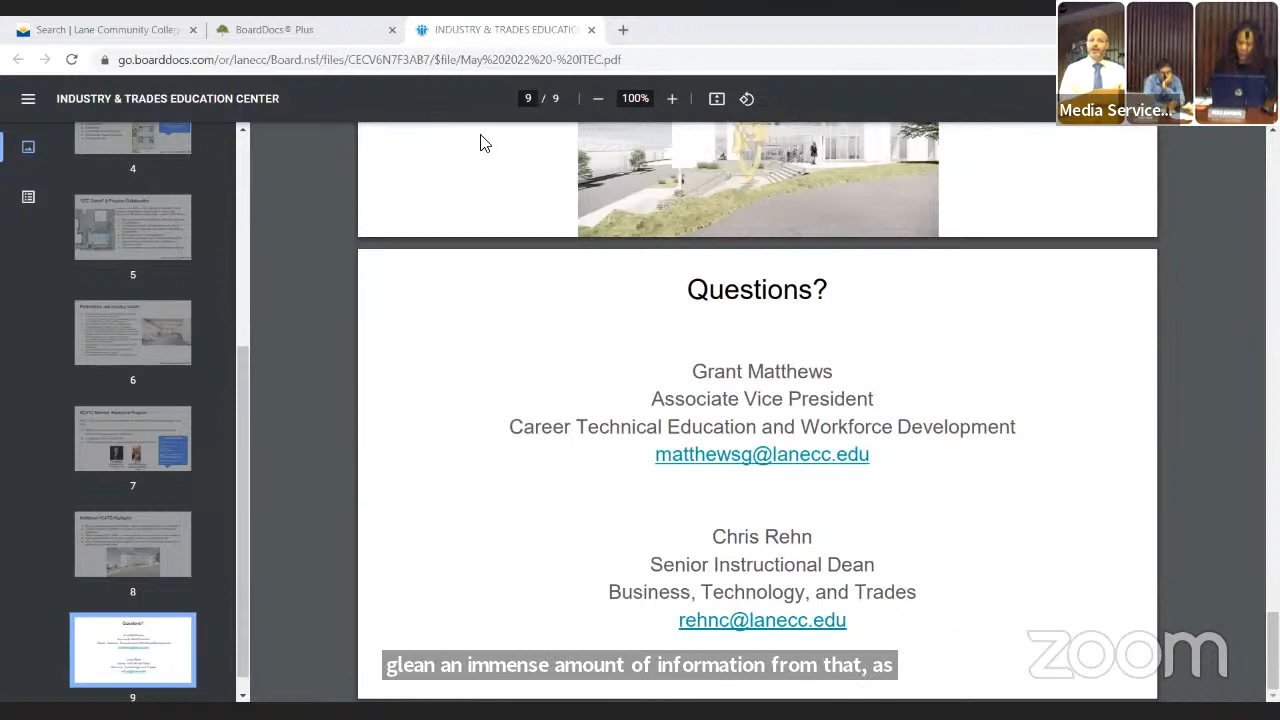 Search | Lane Community Colleg
BoardDocs® Plus
INDUSTRY & TRADES EDUCATIO
go.boarddocs.com/or/lanecc/Board.nsf/files/CECV6N713AB7/$file/May%202022%20-%20ITEC.pdf
INDUSTRY & TRADES EDUCATION CENTER
9 / 9
100%
Media Service...
4
5
6
7
8
Questions?
9
Questions?
Grant Matthews
Associate Vice President
Career Technical Education and Workforce Development
matthewsg@lanecc.edu
Chris Rehn
Senior Instructional Dean
Business, Technology, and Trades
rehnc@lanecc.edu
glean an immense amount of information from that, as
zoom